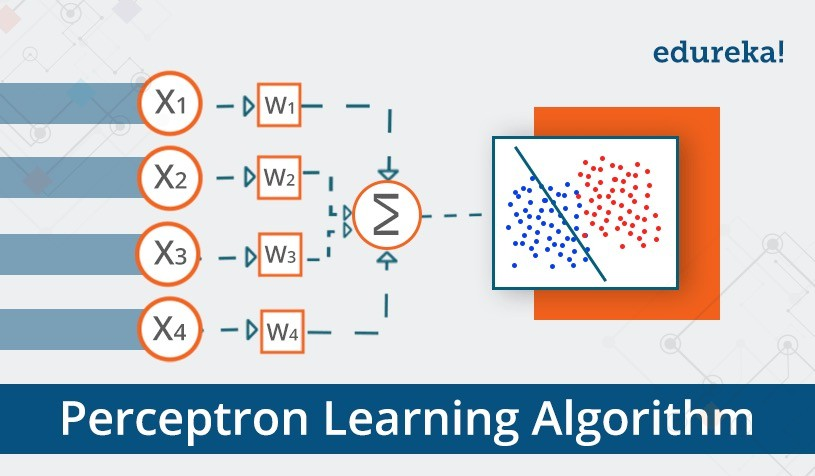 edureka!
X1 W1
X2 W2
Σ
X3 W3
X4 W4
Perceptron Learning Algorithm